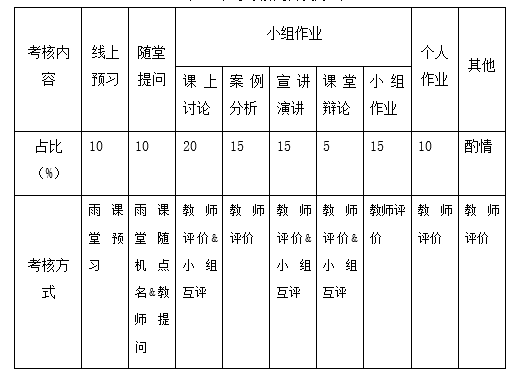 考核内容
线上预习
随堂提问
小组作业
个人作业
其他
课上讨论
案例分析
宣讲演讲
课堂辩论
小组作业
占比（%）
10
10
20
15
15
5
15
10
酌情
考核方式
雨课堂预习
雨课堂随机点名&教师提问
教师评价&小组互评
教师评价
教师评价&小组互评
教师评价&小组互评
教师评价
教师评价
教师评价